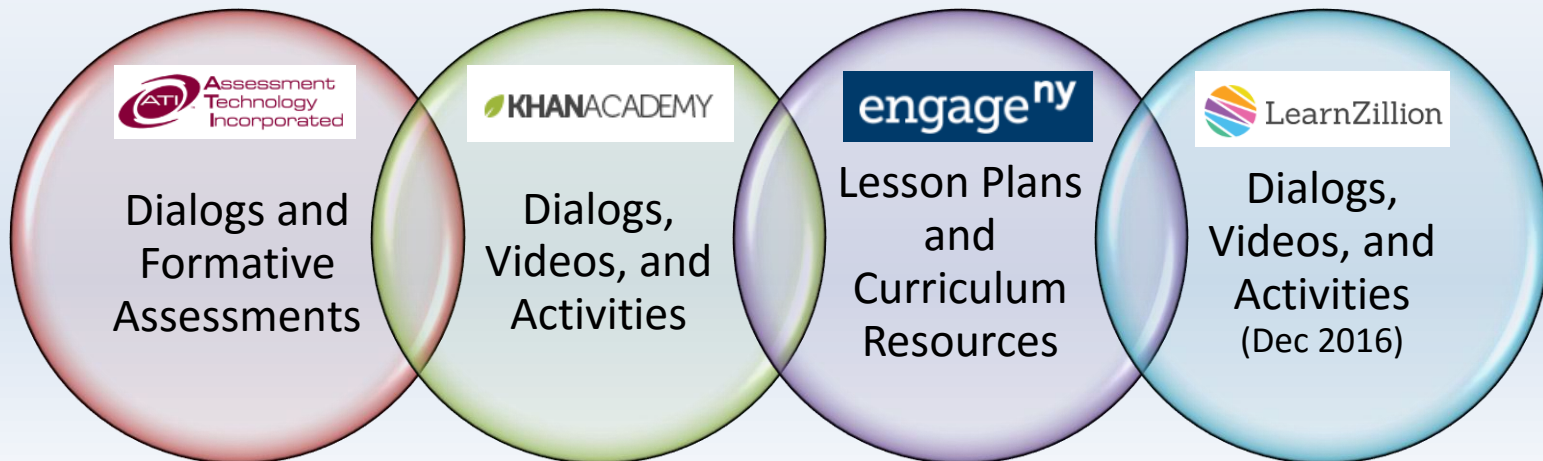 ATI Assessment
Technology
Incorporated
Dialogs and
Formative
Assessments
KHANACADEMY
Dialogs,
Videos, and
Activities
engageny
Lesson Plans
and
Curriculum
Resources
LearnZillion
Dialogs,
Videos, and
Activities
(Dec 2016)